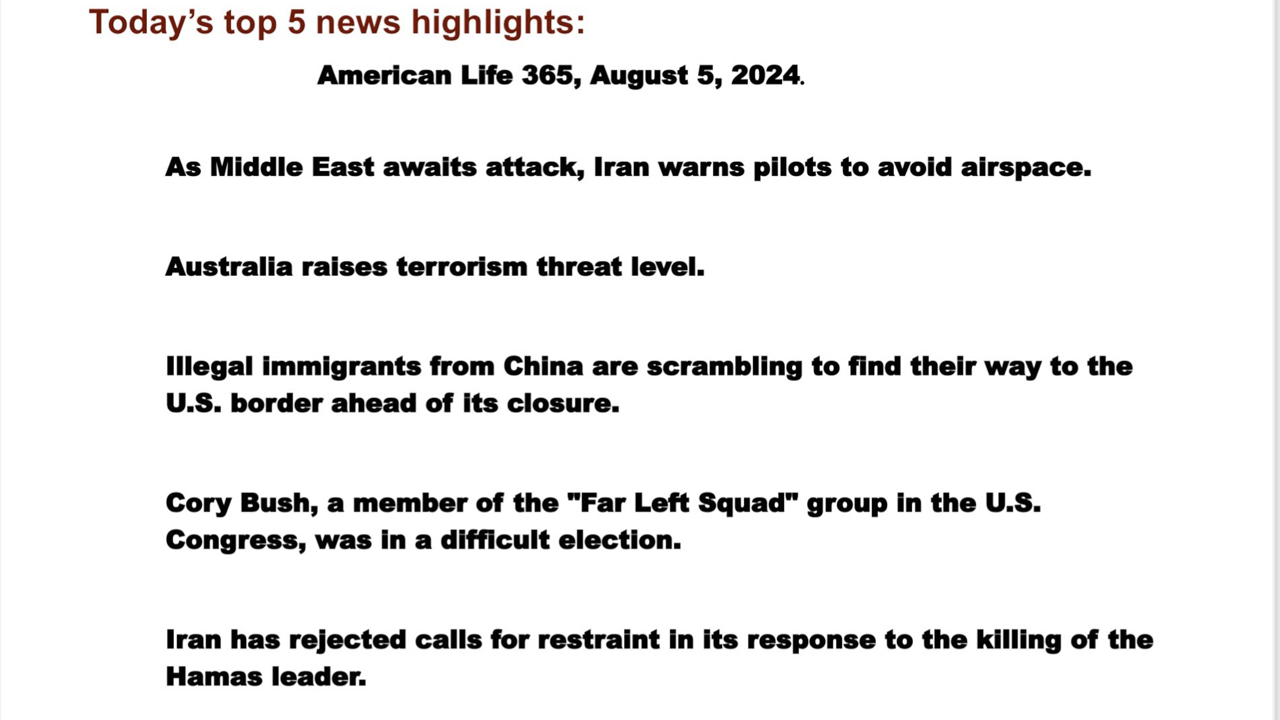 Today’s top 5 news highlights:
American Life 365, August 5, 2024.
As Middle East awaits attack, Iran warns pilots to avoid airspace.
Australia raises terrorism threat level.
Illegal immigrants from China are scrambling to find their way to the
U.S. border ahead of its closure.
Cory Bush, a member of the "Far Left Squad" group in the U.S.
Congress, was in a difficult election.
Iran has rejected calls for restraint in its response to the killing of the
Hamas leader.